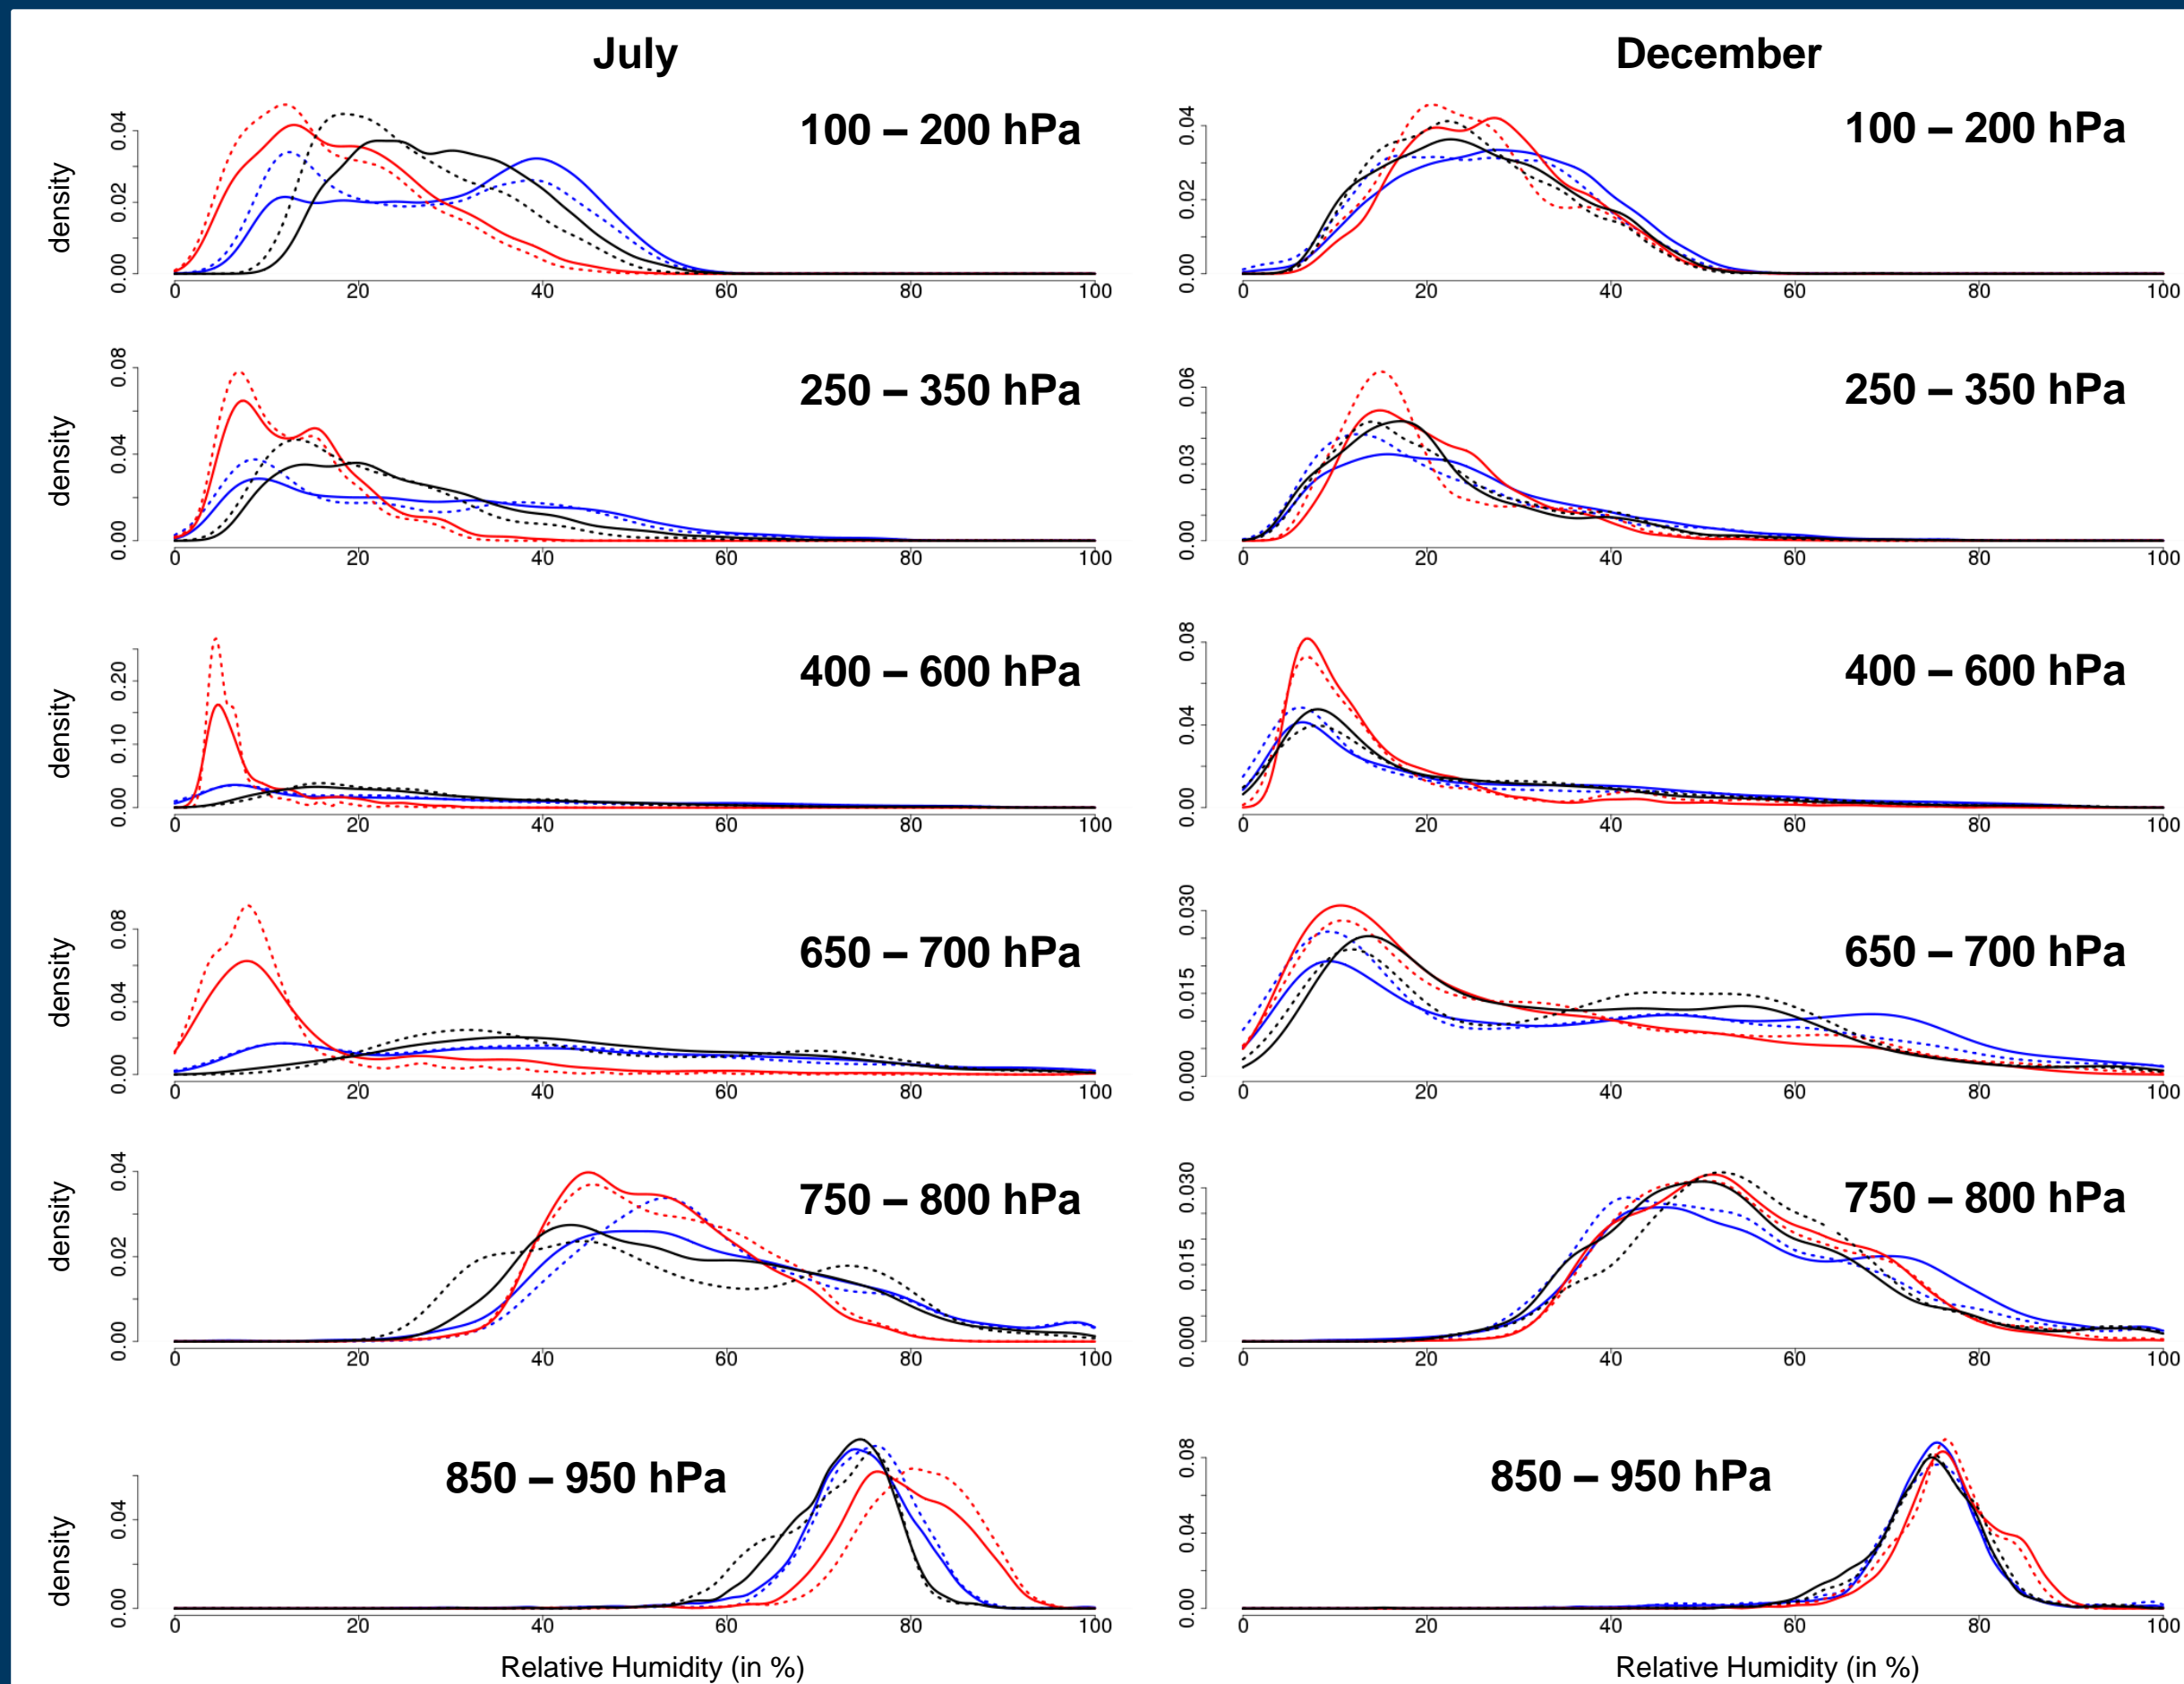 July
December
100 – 200 hPa
100 – 200 hPa
density
0.00 0.02 0.04
0 20 40 60 80 100
0.00 0.02 0.04
0 20 40 60 80 100
250 – 350 hPa
250 – 350 hPa
density
0.00 0.04 0.08
0 20 40 60 80 100
0.00 0.03 0.06
0 20 40 60 80 100
400 – 600 hPa
400 – 600 hPa
density
0.00 0.10 0.20
0 20 40 60 80 100
0.00 0.04 0.08
0 20 40 60 80 100
650 – 700 hPa
650 – 700 hPa
density
0.00 0.04 0.08
0 20 40 60 80 100
0.000 0.015 0.030
0 20 40 60 80 100
750 – 800 hPa
750 – 800 hPa
density
0.00 0.02 0.04
0 20 40 60 80 100
0.000 0.015 0.030
0 20 40 60 80 100
850 – 950 hPa
850 – 950 hPa
density
0.00 0.04
0 20 40 60 80 100
0.00 0.04 0.08
0 20 40 60 80 100
Relative Humidity (in %)
Relative Humidity (in %)